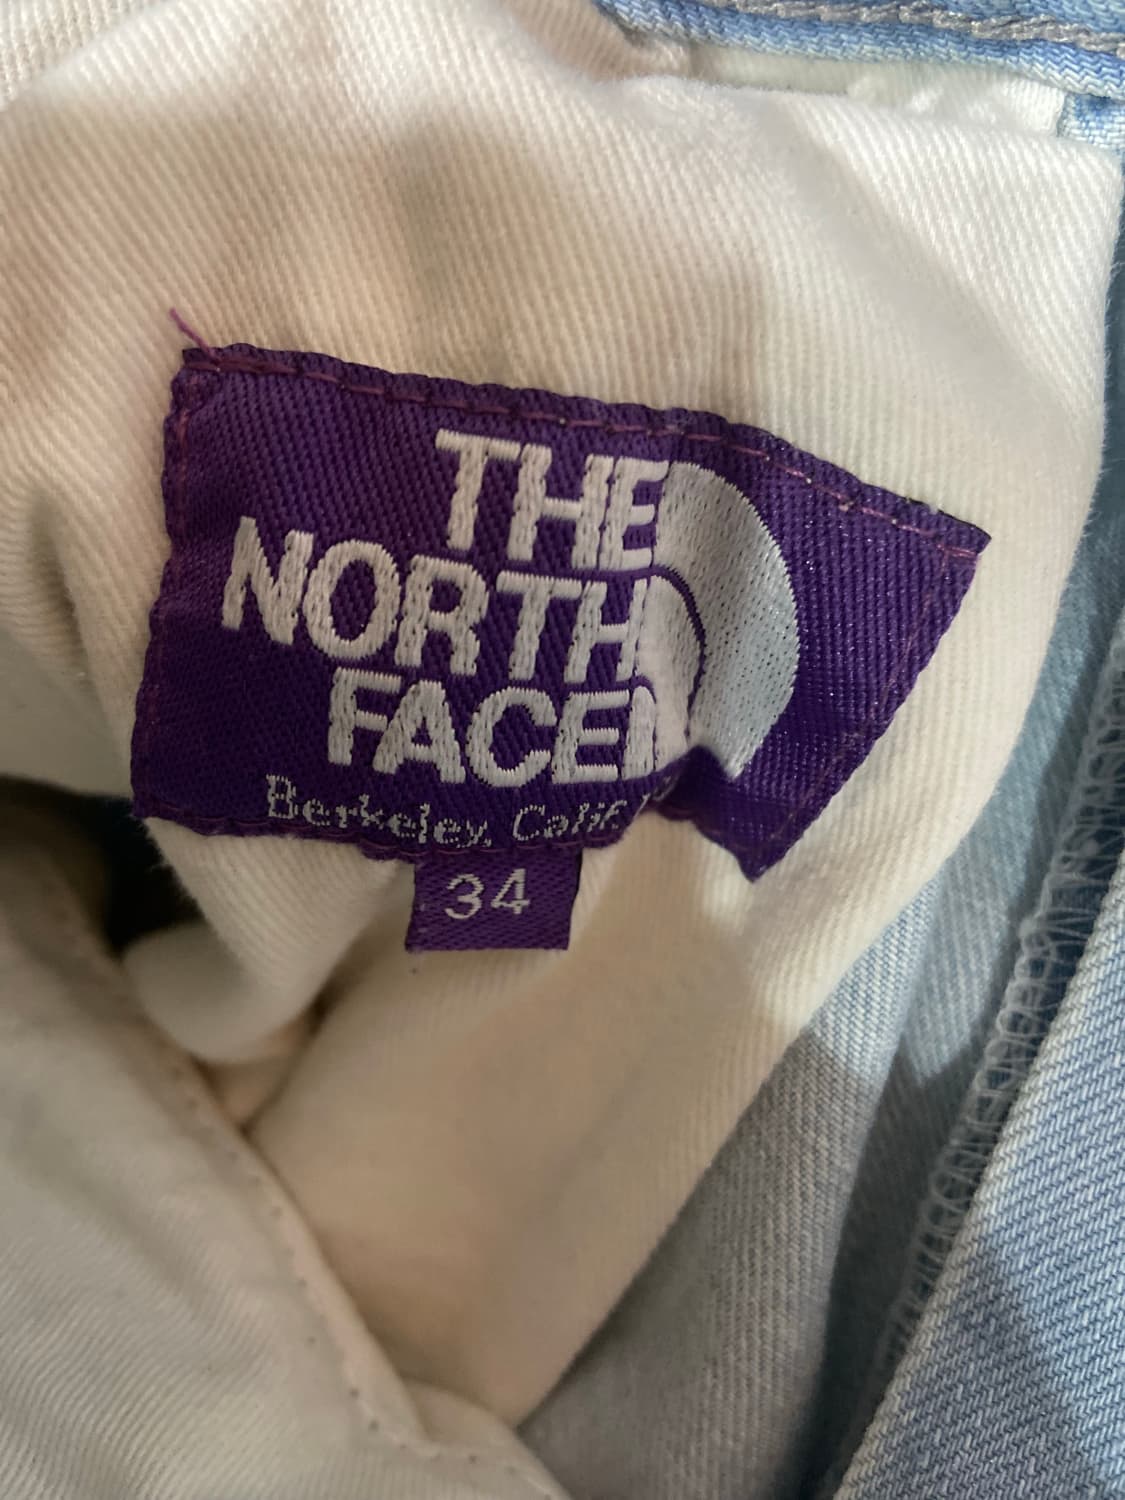 THE
NORTH
FACE
Berkeley, Calif.
34